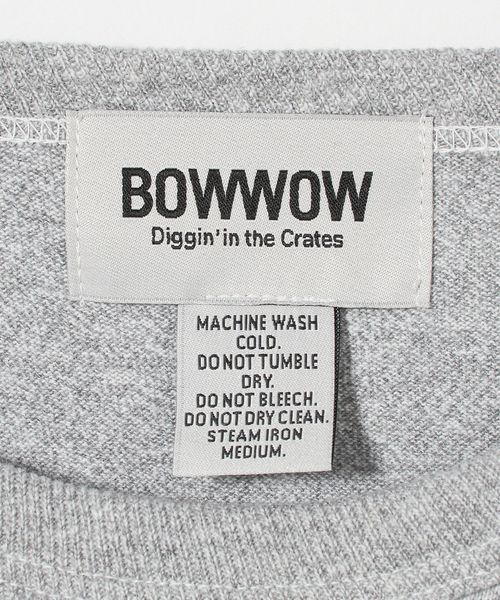 BOWWOW
Diggin' in the Crates
MACHINE WASH
COLD.
DO NOT TUMBLE
DRY.
DO NOT BLEECH.
DO NOT DRY CLEAN.
STEAM IRON
MEDIUM.